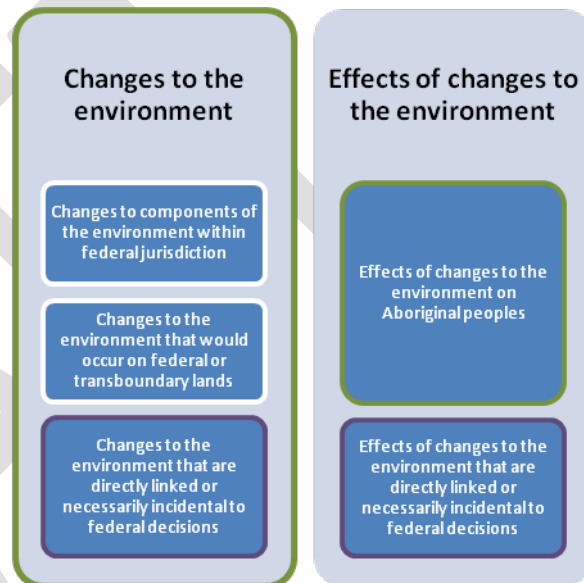 Changes to the
environment
Changes to components of
the environment within
federal jurisdiction
Changes to the
environment that would
occur on federal or
transboundary lands
Changes to the
environment that are
directly linked or
necessarily incidental to
federal decisions
Effects of changes to
the environment
Effects of changes to the
environment on
Aboriginal peoples
Effects of changes to the
environment that are
directly linked or
necessarily incidental to
federal decisions